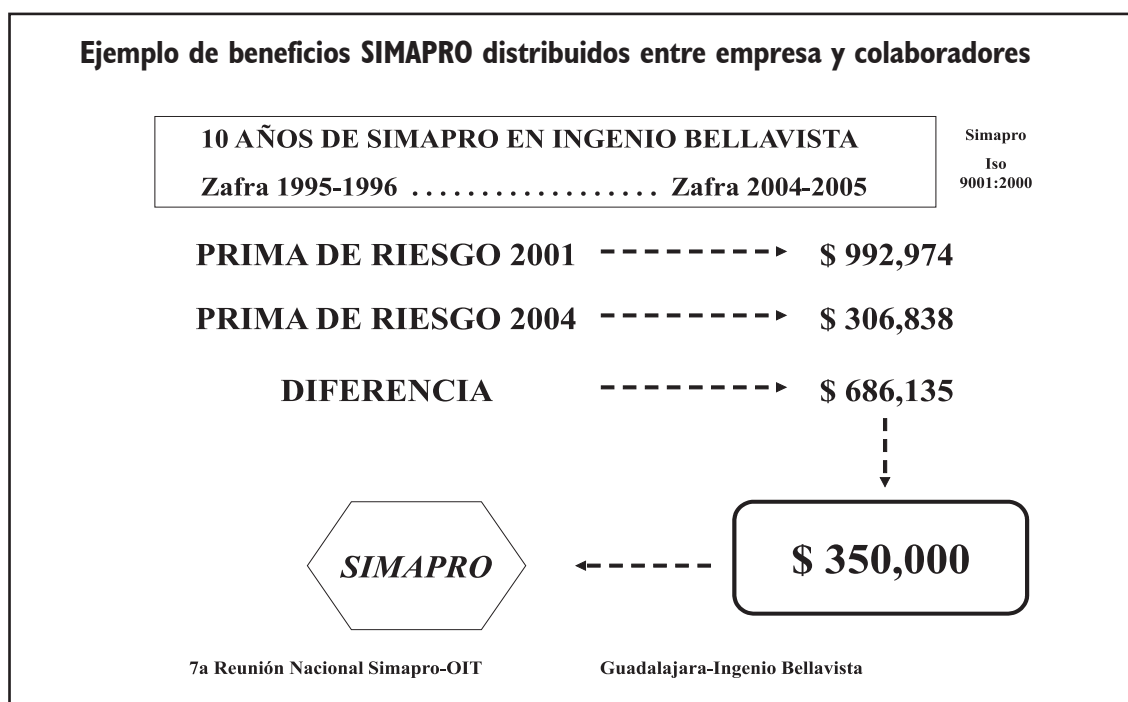 Ejemplo de beneficios SIMAPRO distribuidos entre empresa y colaboradores
10 AÑOS DE SIMAPRO EN INGENIO BELLAVISTA
Zafra 1995-1996 . . . . . . . . . . . . . . . . . . Zafra 2004-2005
Simapro
Iso
9001:2000
PRIMA DE RIESGO 2001 $ 992,974
PRIMA DE RIESGO 2004 $ 306,838
DIFERENCIA $ 686,135
SIMAPRO $ 350,000
7a Reunión Nacional Simapro-OIT Guadalajara-Ingenio Bellavista